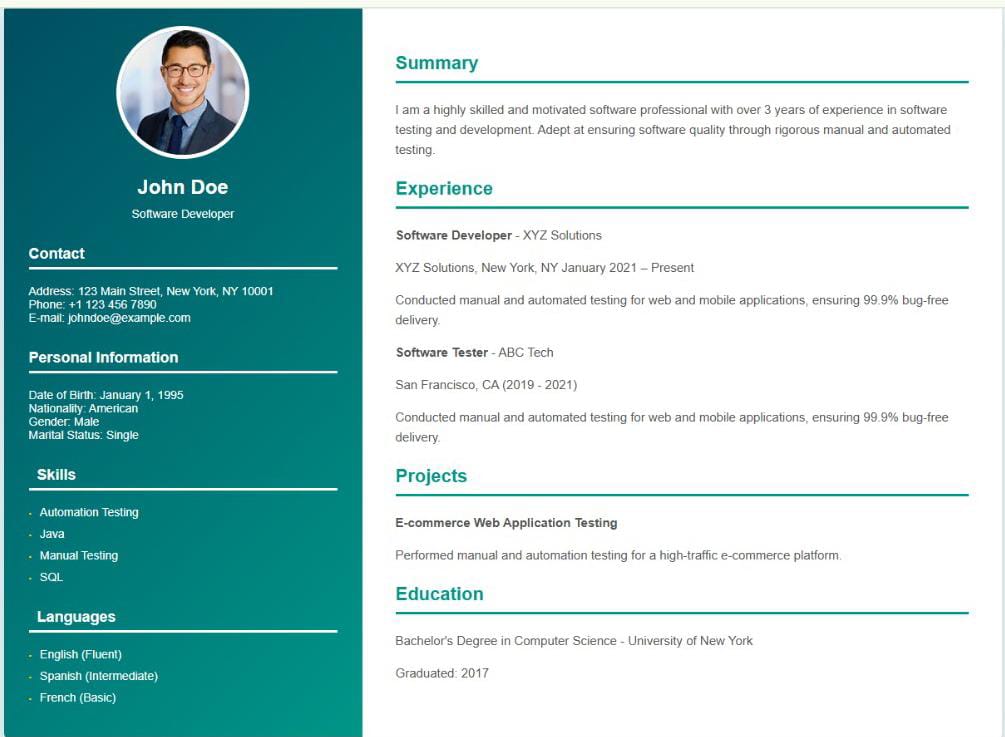 John Doe
Software Developer
Contact
Address: 123 Main Street, New York, NY 10001
Phone: +1 123 456 7890
E-mail: johndoe@example.com
Personal Information
Date of Birth: January 1, 1995
Nationality: American
Gender: Male
Marital Status: Single
Skills
Automation Testing
Java
Manual Testing
SQL
Languages
English (Fluent)
Spanish (Intermediate)
French (Basic)
Summary
I am a highly skilled and motivated software professional with over 3 years of experience in software
testing and development. Adept at ensuring software quality through rigorous manual and automated
testing.
Experience
Software Developer - XYZ Solutions
XYZ Solutions, New York, NY January 2021 – Present
Conducted manual and automated testing for web and mobile applications, ensuring 99.9% bug-free
delivery.
Software Tester - ABC Tech
San Francisco, CA (2019 - 2021)
Conducted manual and automated testing for web and mobile applications, ensuring 99.9% bug-free
delivery.
Projects
E-commerce Web Application Testing
Performed manual and automation testing for a high-traffic e-commerce platform.
Education
Bachelor's Degree in Computer Science - University of New York
Graduated: 2017